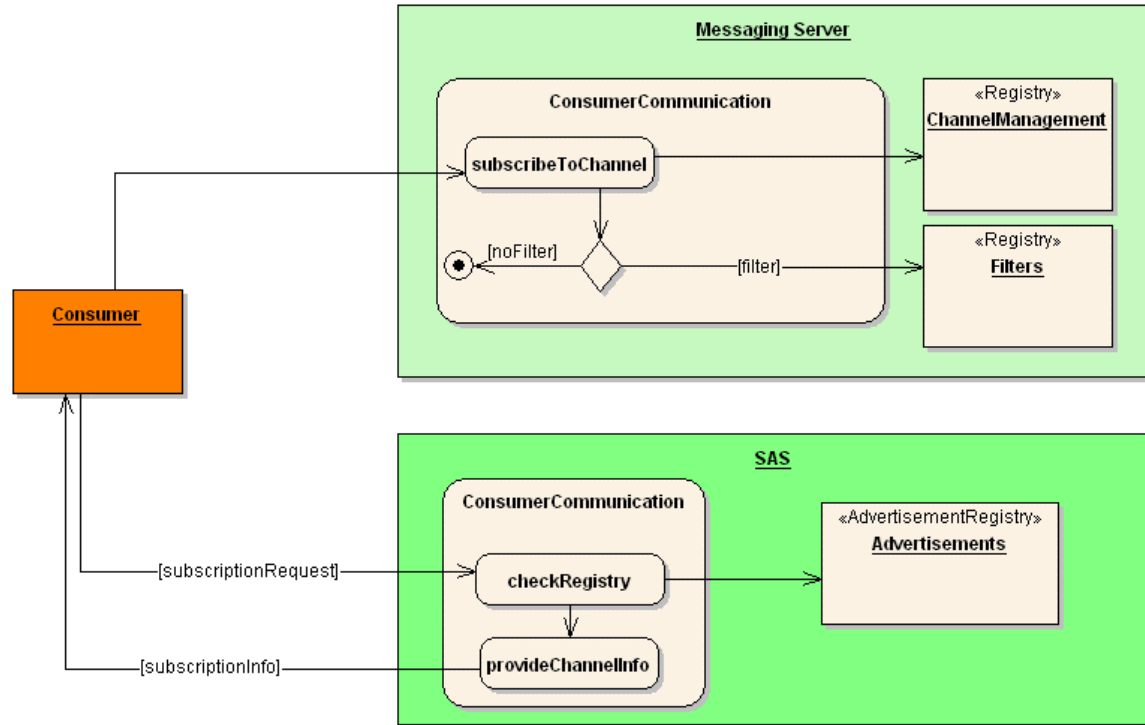 Messaging Server
ConsumerCommunication
«Registry»
ChannelManagement
subscribeToChannel
[noFilter]
[filter]
«Registry»
Filters
Consumer
SAS
ConsumerCommunication
«AdvertisementRegistry»
Advertisements
[subscriptionRequest]
checkRegistry
[subscriptionInfo]
provideChannelInfo